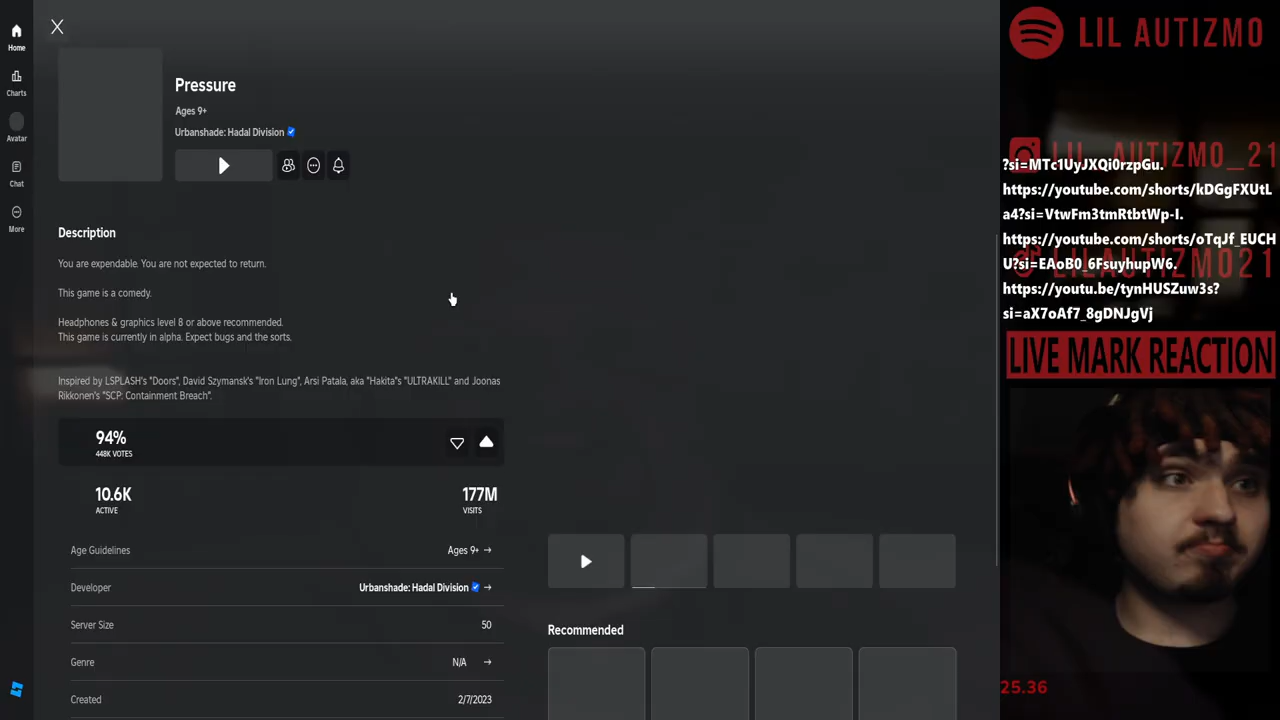 Home
Charts
Avatar
Chat
More
X
Pressure
Ages 9+
Urbanshade: Hadal Division
Description
You are expendable. You are not expected to return.
This game is a comedy.
Headphones & graphics level 8 or above recommended.
This game is currently in alpha. Expect bugs and the sorts.
Inspired by LSPLASH's "Doors", David Szymansk's "Iron Lung", Arsi Patala, aka "Hakita"s "ULTRAKILL" and Joonas
Rikkonen's "SCP: Containment Breach".
94%
448K VOTES
10.6K
ACTIVE
177M
VISITS
Age Guidelines
Ages 9+
Developer
Urbanshade: Hadal Division
Server Size
50
Genre
N/A
Created
2/7/2023
Recommended
LIL AUTIZMO
LIL_AUTIZMO_21
?si=MTc1UyJXQi0rzpGu.
https://youtube.com/shorts/kDGgFXUtL
a4?si=VtwFm3tmRtbtWp-I.
https://youtube.com/shorts/oTqJf_EUCH
U?si=EAoB0_6FsuyhupW6.
LILAUTIZMO21
https://youtu.be/tynHUSZuw3s?
si=aX7oAf7_8gDNJgVj
LIVE MARK REACTION
25.36